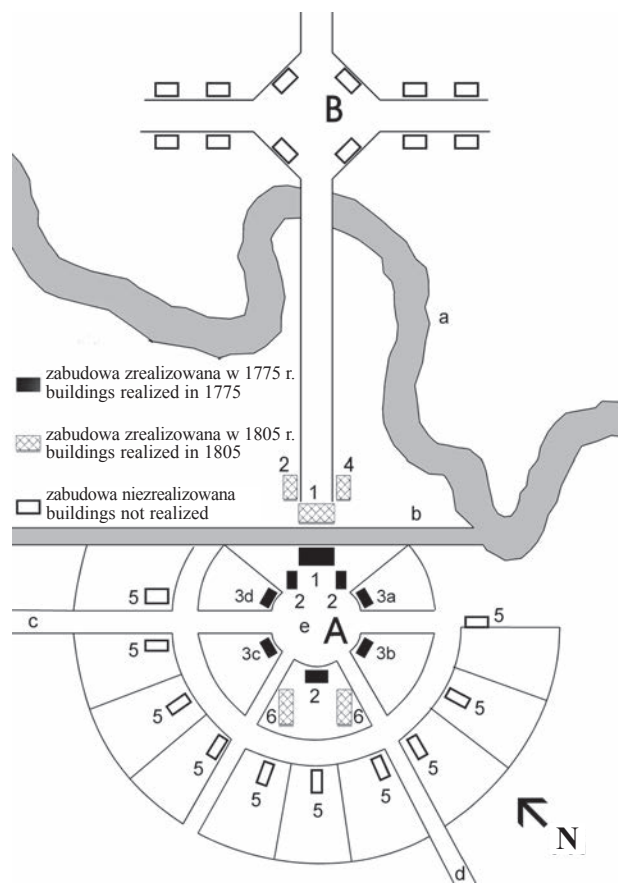 B
a
zabudowa zrealizowana w 1775 r.
buildings realized in 1775
zabudowa zrealizowana w 1805 r.
buildings realized in 1805
zabudowa niezrealizowana
buildings not realized
2 1 4
b
1
2 2
3d 3a
5
c
e A
5
5
3c 3b
2
6 6
5
5
5
5
5
5
5
5
N
d